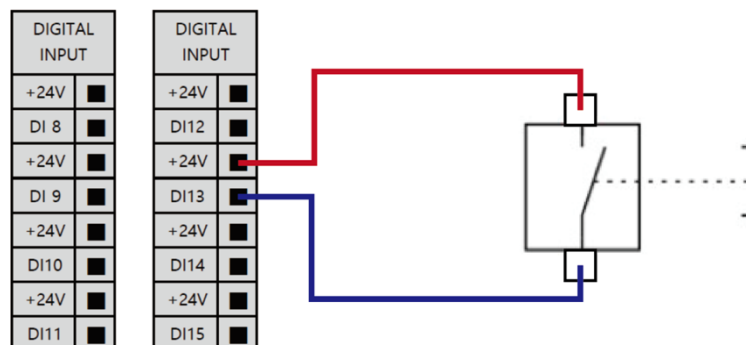 DIGITAL
INPUT
+24V
DI 8
+24V
DI 9
+24V
DI10
+24V
DI11
DIGITAL
INPUT
+24V
DI12
+24V
DI13
+24V
DI14
+24V
DI15